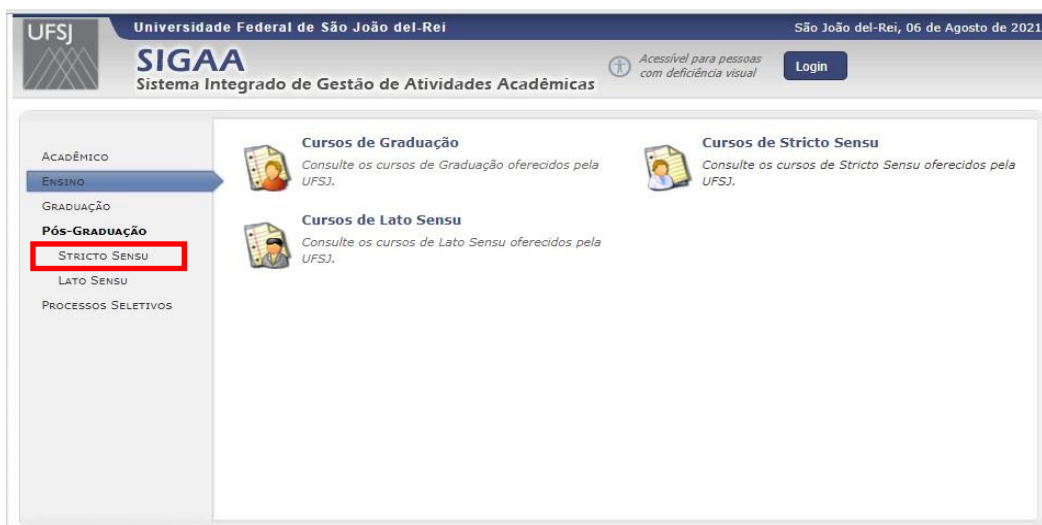 UFSJ
Universidade Federal de São João del-Rei
São João del-Rei, 06 de Agosto de 2021
SIGAA
Sistema Integrado de Gestão de Atividades Acadêmicas
Acessível para pessoas
com deficiência visual
Login
Acadêmico
Ensino
Graduação
Pós-Graduação
Stricto Sensu
Lato Sensu
Processos Seletivos
Cursos de Graduação
Consulte os cursos de Graduação oferecidos pela
UFSJ.
Cursos de Stricto Sensu
Consulte os cursos de Stricto Sensu oferecidos pela
UFSJ.
Cursos de Lato Sensu
Consulte os cursos de Lato Sensu oferecidos pela
UFSJ.